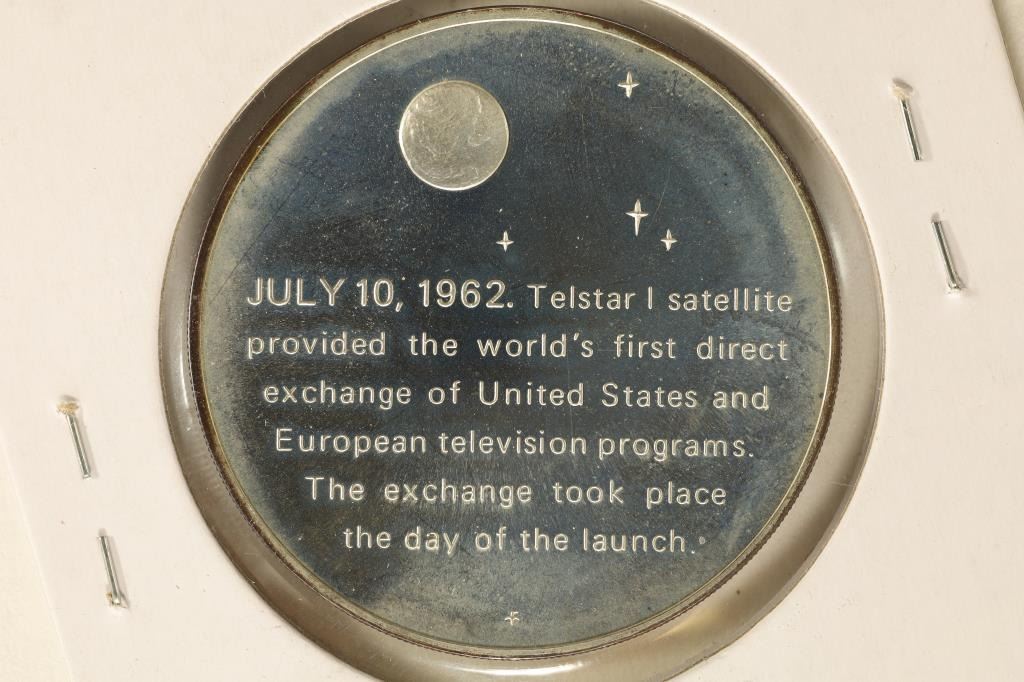 JULY 10, 1962. Telstar I satellite
provided the world's first direct
exchange of United States and
European television programs.
The exchange took place
the day of the launch.